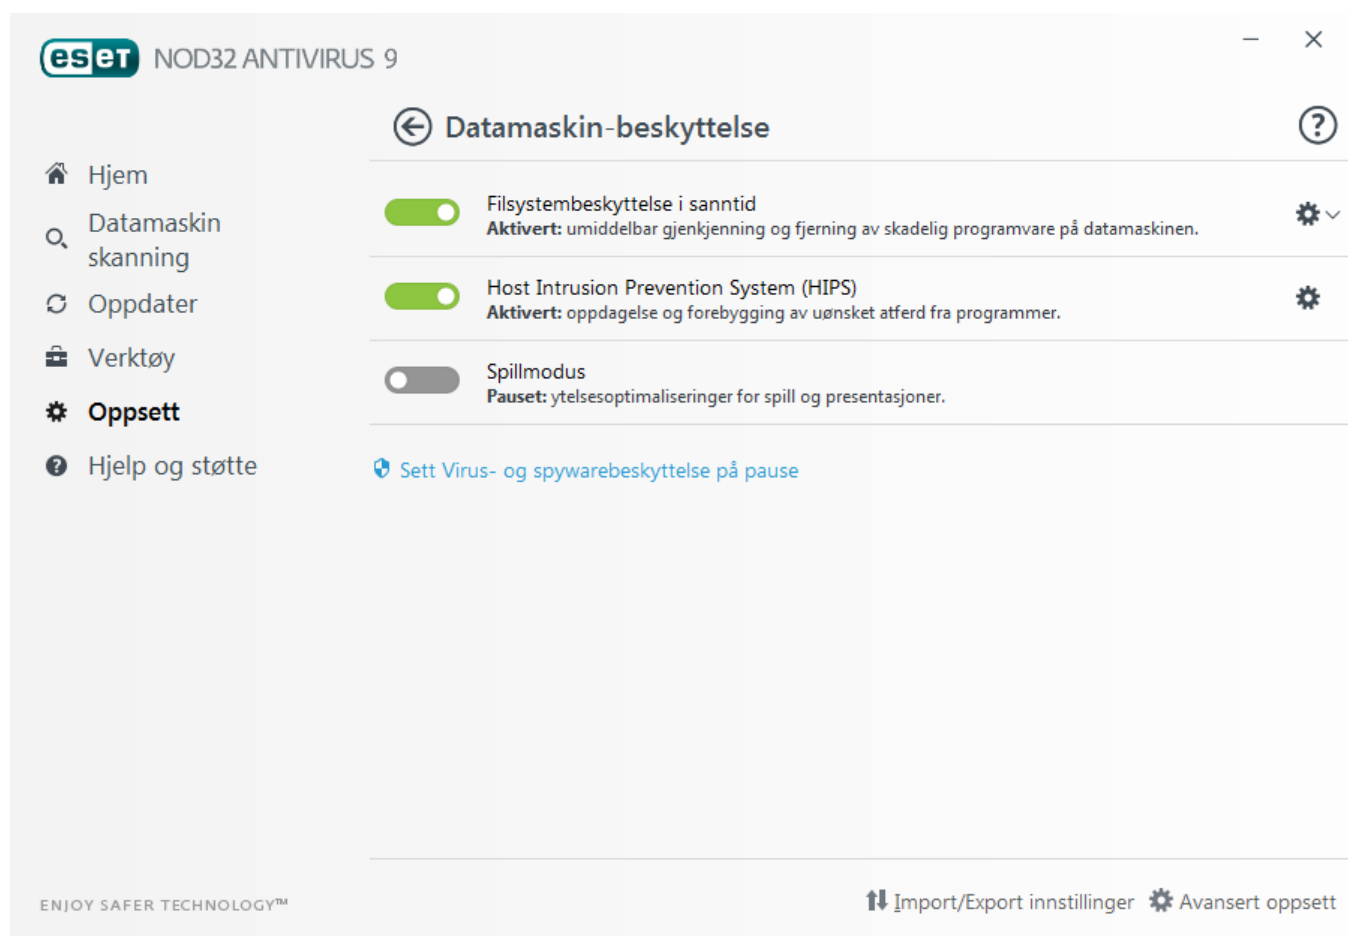 eset NOD32 ANTIVIRUS 9
Datamaskin-beskyttelse
Hjem
Datamaskin
skanning
Oppdater
Verktøy
Oppsett
Hjelp og støtte
Filsystembeskyttelse i sanntid
Aktivert: umiddelbar gjenkjenning og fjerning av skadelig programvare på datamaskinen.
Host Intrusion Prevention System (HIPS)
Aktivert: oppdagelse og forebygging av uønsket atferd fra programmer.
Spillmodus
Pauset: ytelsesoptimaliseringer for spill og presentasjoner.
Sett Virus- og spywarebeskyttelse på pause
ENJOY SAFER TECHNOLOGY™
Import/Export innstillinger Avansert oppsett